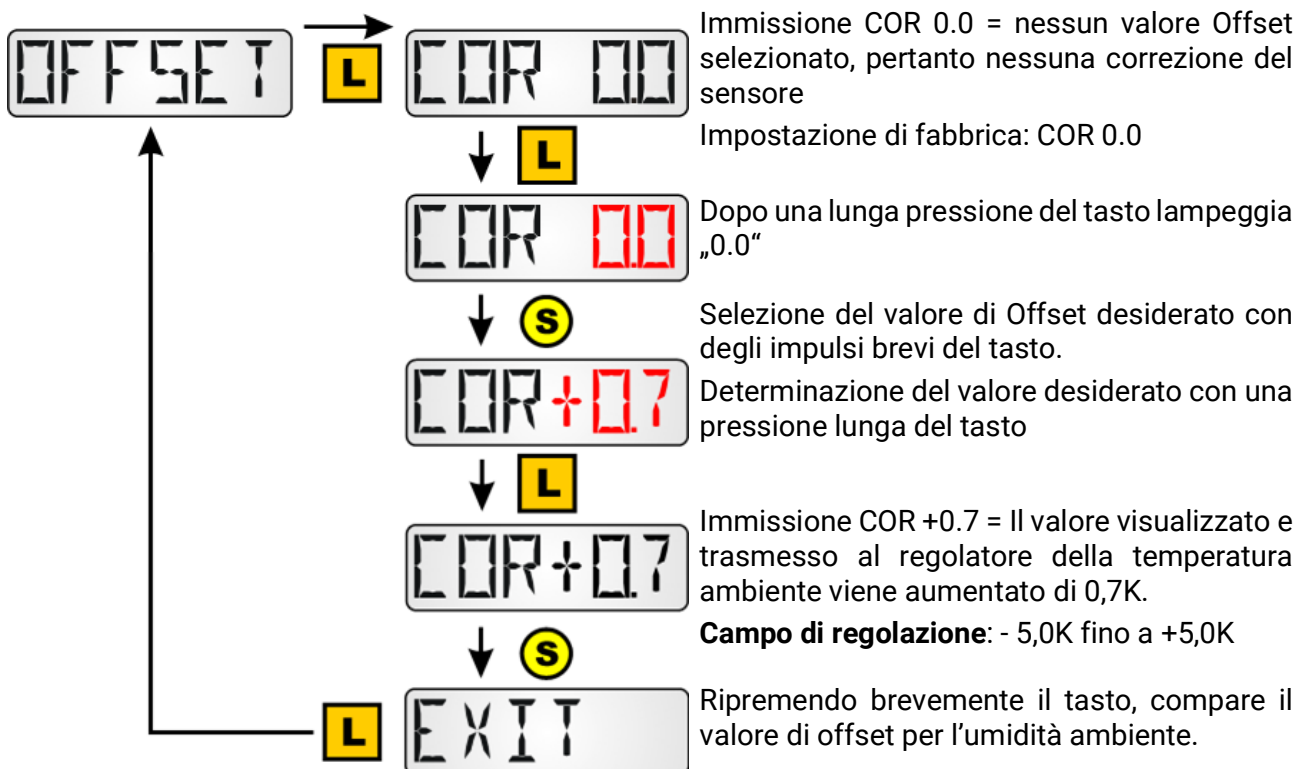 OFFSET
L
COR 0.0
Immissione COR 0.0 = nessun valore Offset
selezionato, pertanto nessuna correzione del
sensore
Impostazione di fabbrica: COR 0.0
L
COR 0.0
Dopo una lunga pressione del tasto lampeggia
„0.0“
S
Selezione del valore di Offset desiderato con
degli impulsi brevi del tasto.
COR+0.7
Determinazione del valore desiderato con una
pressione lunga del tasto
L
COR+0.7
Immissione COR +0.7 = Il valore visualizzato e
trasmesso al regolatore della temperatura
ambiente viene aumentato di 0,7K.
Campo di regolazione: - 5,0K fino a +5,0K
S
L
EXIT
Ripremendo brevemente il tasto, compare il
valore di offset per l’umidità ambiente.